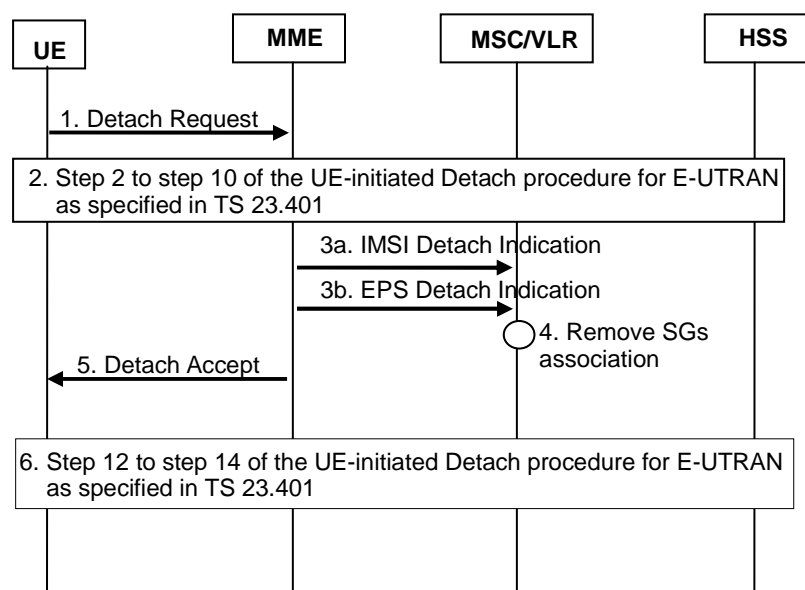 UE
MME
MSC/VLR
HSS
1. Detach Request
2. Step 2 to step 10 of the UE-initiated Detach procedure for E-UTRAN
as specified in TS 23.401
3a. IMSI Detach Indication
3b. EPS Detach Indication
4. Remove SGs
association
5. Detach Accept
6. Step 12 to step 14 of the UE-initiated Detach procedure for E-UTRAN
as specified in TS 23.401